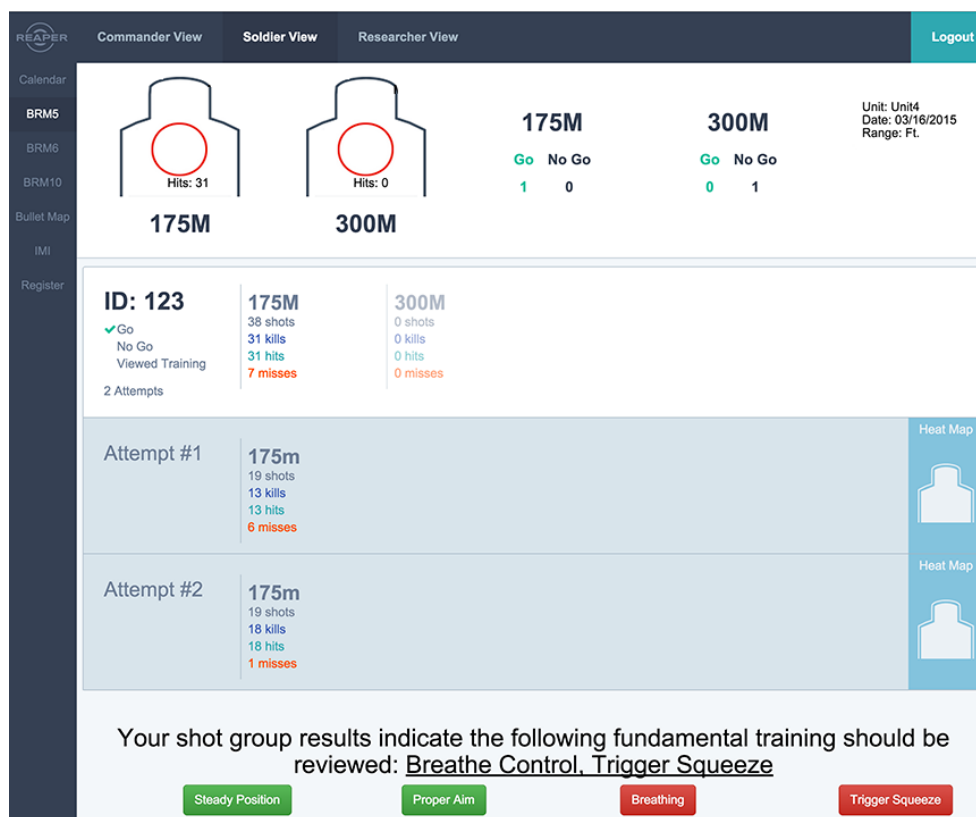 REAPER
Commander View
Soldier View
Researcher View
Logout
Calendar
BRM5
BRM6
BRM10
Bullet Map
IMI
Register
Hits: 31
175M
Hits: 0
300M
175M
Go No Go
1 0
300M
Go No Go
0 1
Unit: Unit4
Date: 03/16/2015
Range: Ft.
ID: 123
Go
No Go
Viewed Training
2 Attempts
175M
38 shots
31 kills
31 hits
7 misses
300M
0 shots
0 kills
0 hits
0 misses
Attempt #1
175m
19 shots
13 kills
13 hits
6 misses
Heat Map
Attempt #2
175m
19 shots
18 kills
18 hits
1 misses
Heat Map
Your shot group results indicate the following fundamental training should be
reviewed: Breathe Control, Trigger Squeeze
Steady Position
Proper Aim
Breathing
Trigger Squeeze